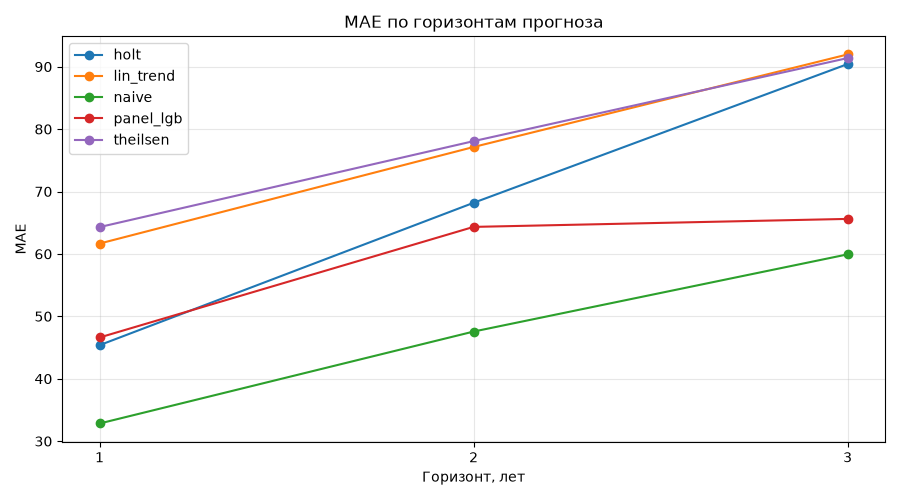 MAE по горизонтам прогноза
holt
lin_trend
naive
panel_lgb
theilsen
MAE
90
80
70
60
50
40
30
1
2
3
Горизонт, лет